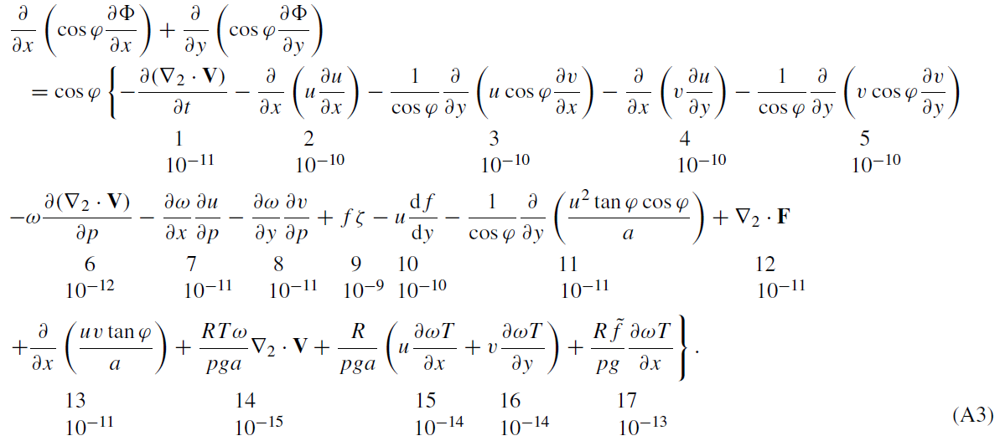 ∂/∂x (cos φ ∂Φ/∂x) + ∂/∂y (cos φ ∂Φ/∂y)
= cos φ { −∂(∇₂ · **V**)/∂t − ∂/∂x (u ∂u/∂x) − 1/cos φ ∂/∂y (u cos φ ∂v/∂x) − ∂/∂x (v ∂u/∂y) − 1/cos φ ∂/∂y (v cos φ ∂v/∂y)
1 2 3 4 5
10⁻¹¹ 10⁻¹⁰ 10⁻¹⁰ 10⁻¹⁰ 10⁻¹⁰
−ω ∂(∇₂ · **V**)/∂p − ∂ω/∂x ∂u/∂p − ∂ω/∂y ∂v/∂p + f ζ − u df/dy − 1/cos φ ∂/∂y (u² tan φ cos φ/a) + ∇₂ · **F**
6 7 8 9 10 11 12
10⁻¹² 10⁻¹¹ 10⁻¹¹ 10⁻⁹ 10⁻¹⁰ 10⁻¹¹ 10⁻¹¹
+∂/∂x (uv tan φ/a) + RTω/pga ∇₂ · **V** + R/pga (u ∂ωT/∂x + v ∂ωT/∂y) + Rf̃/pg ∂ωT/∂x } .
13 14 15 16 17
10⁻¹¹ 10⁻¹⁵ 10⁻¹⁴ 10⁻¹⁴ 10⁻¹³ (A3)